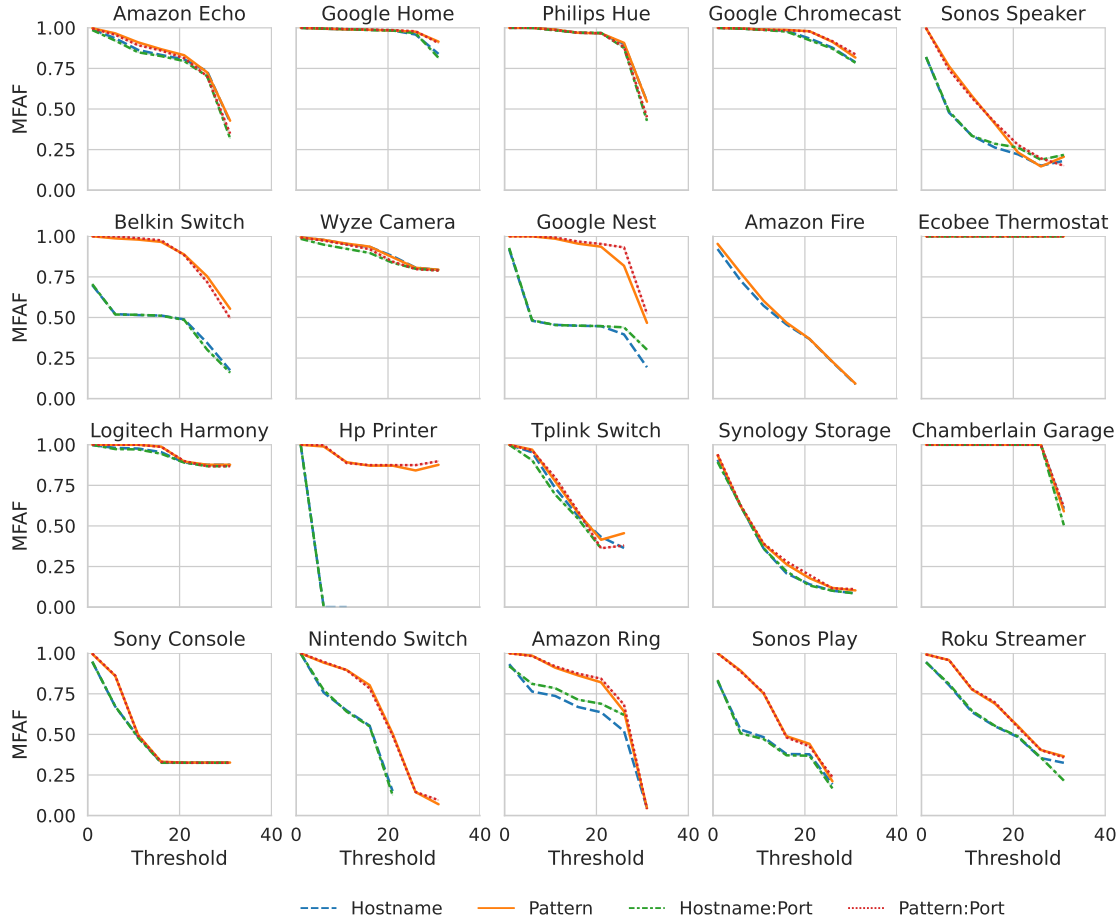 Amazon Echo Google Home Philips Hue Google Chromecast Sonos Speaker
1.00
0.75
0.50
0.25
0.00
MFAF
Belkin Switch Wyze Camera Google Nest Amazon Fire Ecobee Thermostat
1.00
0.75
0.50
0.25
0.00
MFAF
Logitech Harmony Hp Printer Tplink Switch Synology Storage Chamberlain Garage
1.00
0.75
0.50
0.25
0.00
MFAF
Sony Console Nintendo Switch Amazon Ring Sonos Play Roku Streamer
1.00
0.75
0.50
0.25
0.00
MFAF
0 20 40 0 20 40 0 20 40 0 20 40 0 20 40
Threshold Threshold Threshold Threshold Threshold
Hostname Pattern Hostname:Port Pattern:Port